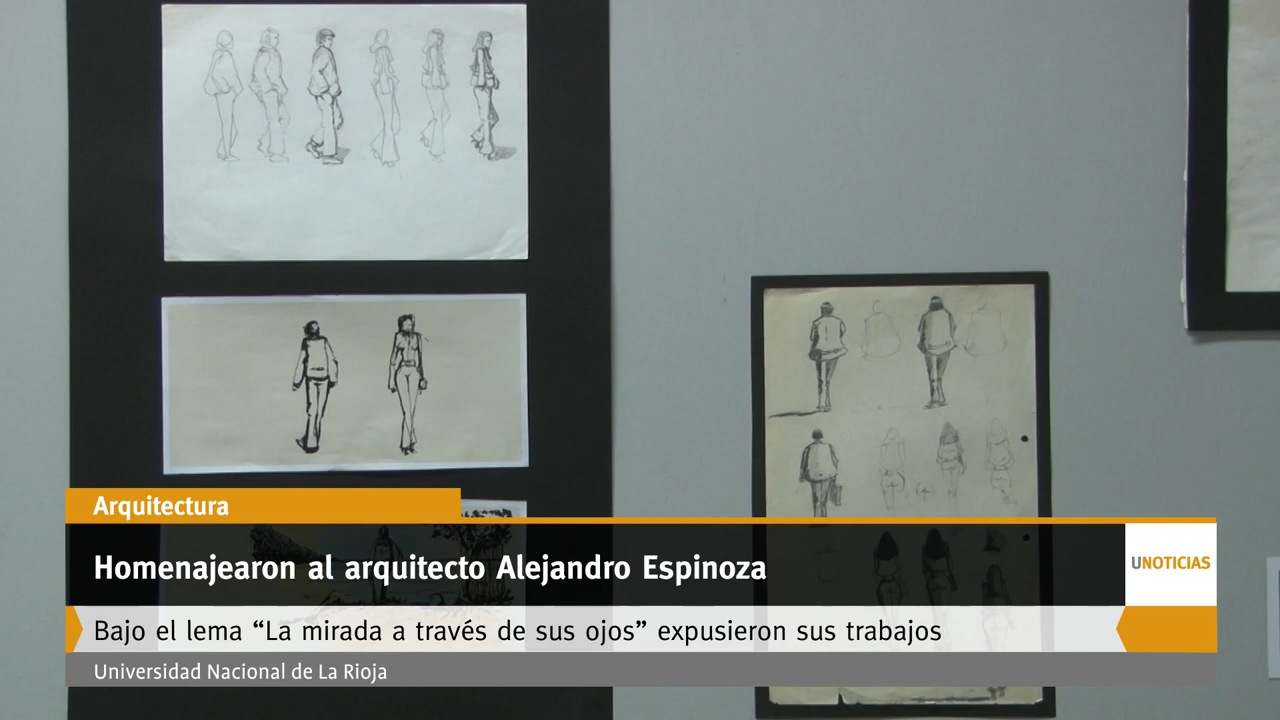 Arquitectura
Homenajearon al arquitecto Alejandro Espinoza
UNOTICIAS
Bajo el lema “La mirada a través de sus ojos” expusieron sus trabajos
Universidad Nacional de La Rioja